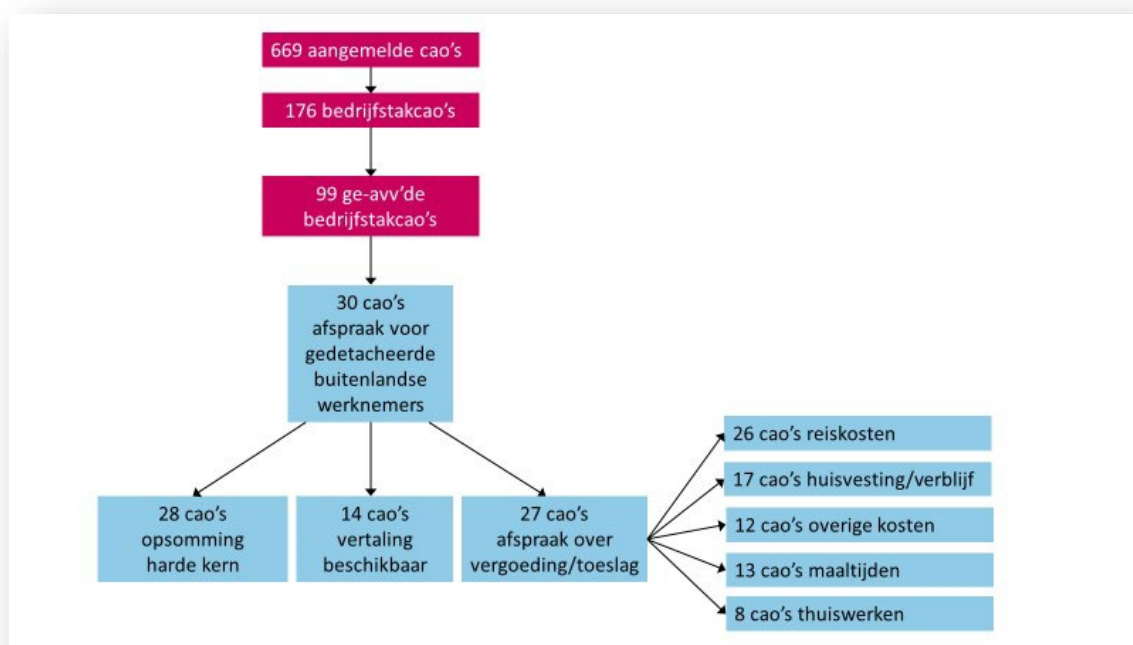 669 aangemelde cao’s
176 bedrijfstakcao’s
99 ge-avv’de
bedrijfstakcao’s
30 cao’s
afspraak voor
gedetacheerde
buitenlandse
werknemers
28 cao’s
opsomming
harde kern
14 cao’s
vertaling
beschikbaar
27 cao’s
afspraak over
vergoeding/toeslag
26 cao’s reiskosten
17 cao’s huisvesting/verblijf
12 cao’s overige kosten
13 cao’s maaltijden
8 cao’s thuiswerken